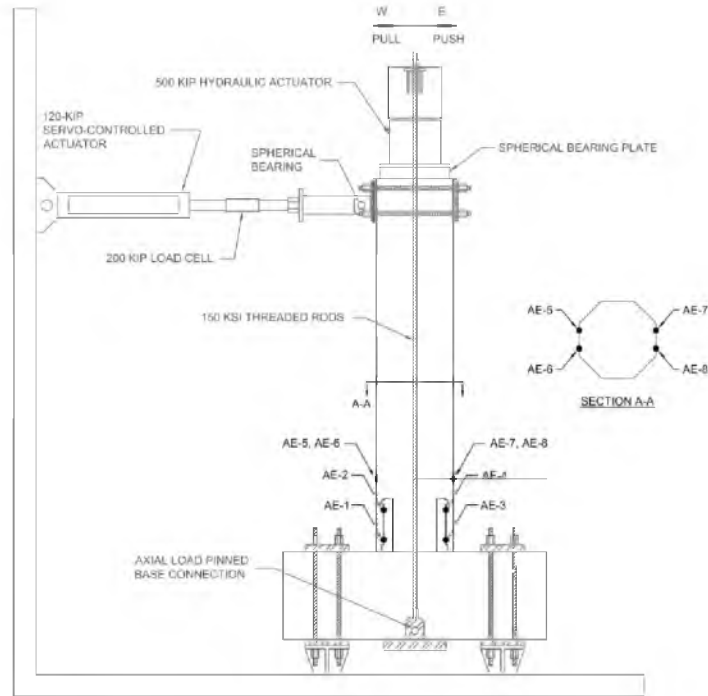 W E
PULL PUSH
500 KIP HYDRAULIC ACTUATOR
120-KIP
SERVO-CONTROLLED
ACTUATOR
SPHERICAL
BEARING
SPHERICAL BEARING PLATE
200 KIP LOAD CELL
150 KSI THREADED RODS
AE-5 AE-7
AE-6 AE-8
SECTION A-A
A-A
AE-5, AE-6 AE-7, AE-8
AE-2 AE-4
AE-1 AE-3
AXIAL LOAD PINNED
BASE CONNECTION